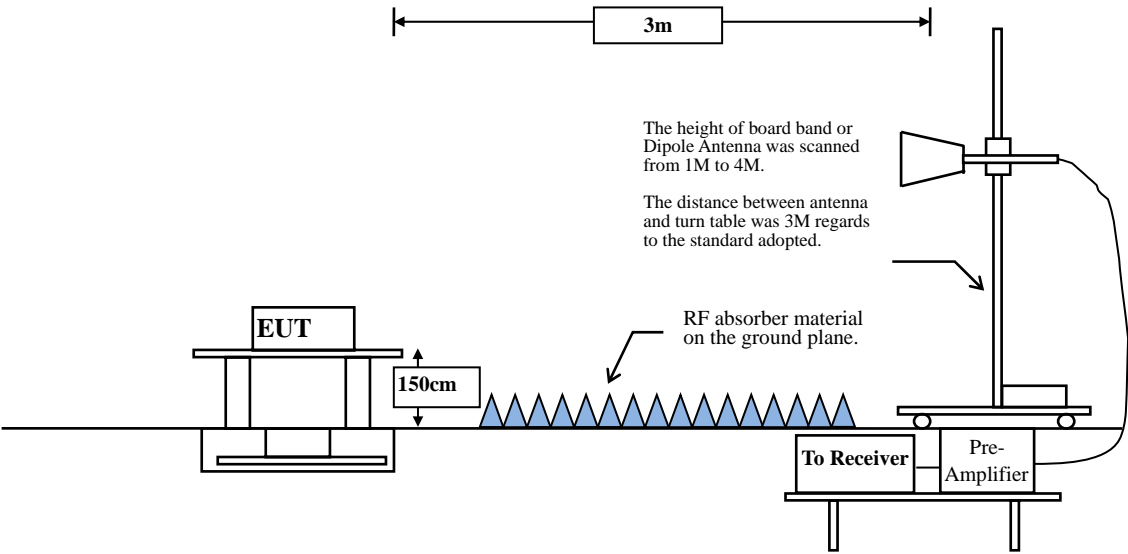 3m
The height of board band or
Dipole Antenna was scanned
from 1M to 4M.
The distance between antenna
and turn table was 3M regards
to the standard adopted.
EUT
RF absorber material
on the ground plane.
150cm
To Receiver
Pre-
Amplifier